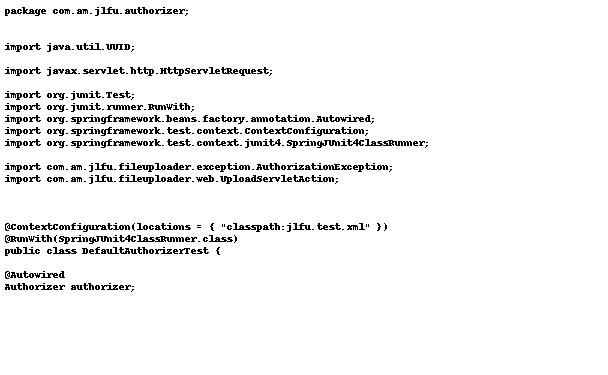 package com.am.jlfu.authorizer;
import java.util.UUID;
import javax.servlet.http.HttpServletRequest;
import org.junit.Test;
import org.junit.runner.RunWith;
import org.springframework.beans.factory.annotation.Autowired;
import org.springframework.test.context.ContextConfiguration;
import org.springframework.test.context.junit4.SpringJUnit4ClassRunner;
import com.am.jlfu.fileuploader.exception.AuthorizationException;
import com.am.jlfu.fileuploader.web.UploadServletAction;
@ContextConfiguration(locations = { "classpath:jlfu.test.xml" })
@RunWith(SpringJUnit4ClassRunner.class)
public class DefaultAuthorizerTest {
@Autowired
Authorizer authorizer;